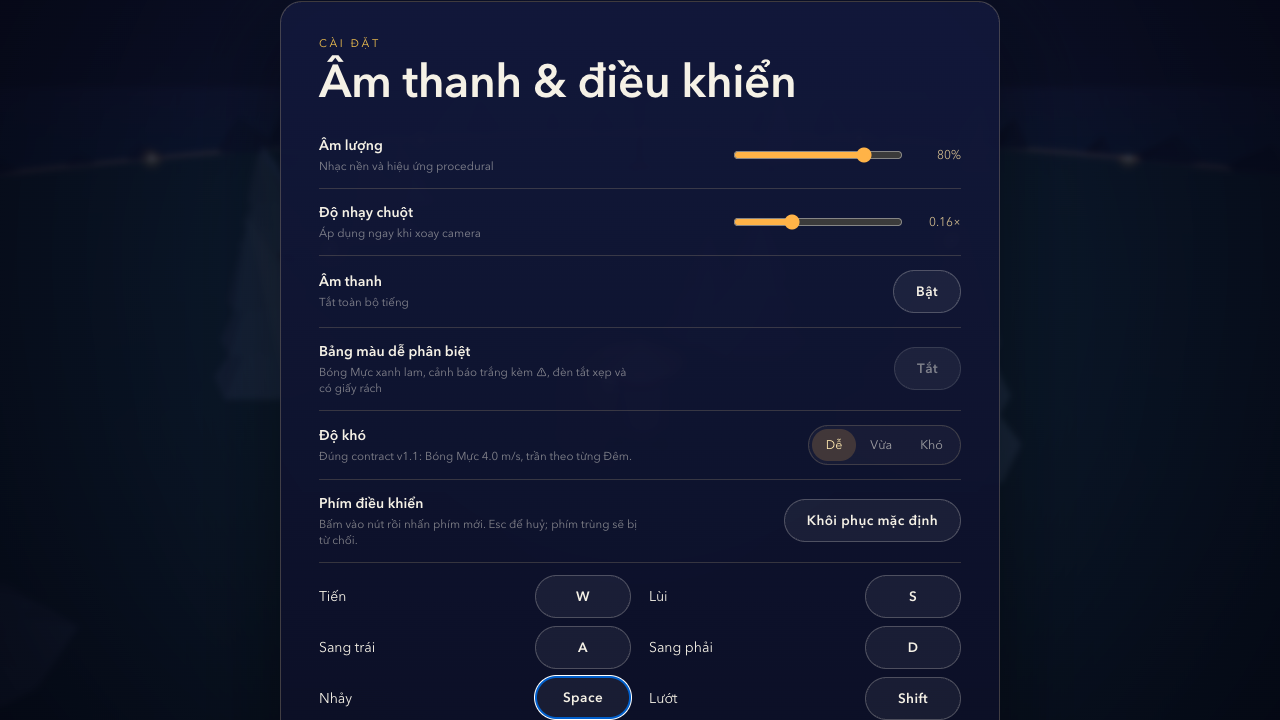 CÀI ĐẶT
Âm thanh & điều khiển
Âm lượng
Nhạc nền và hiệu ứng procedural
80%
Độ nhạy chuột
Áp dụng ngay khi xoay camera
0.16×
Âm thanh
Tắt toàn bộ tiếng
Bật
Bảng màu dễ phân biệt
Bóng Mực xanh lam, cảnh báo trắng kèm ⚠, đèn tắt xẹp và
có giấy rách
Tắt
Độ khó
Đúng contract v1.1: Bóng Mực 4.0 m/s, trần theo từng Đêm.
Dễ Vừa Khó
Phím điều khiển
Bấm vào nút rồi nhấn phím mới. Esc để huỷ; phím trùng sẽ bị
từ chối.
Khôi phục mặc định
Tiến W Lùi S
Sang trái A Sang phải D
Nhảy Space Lướt Shift